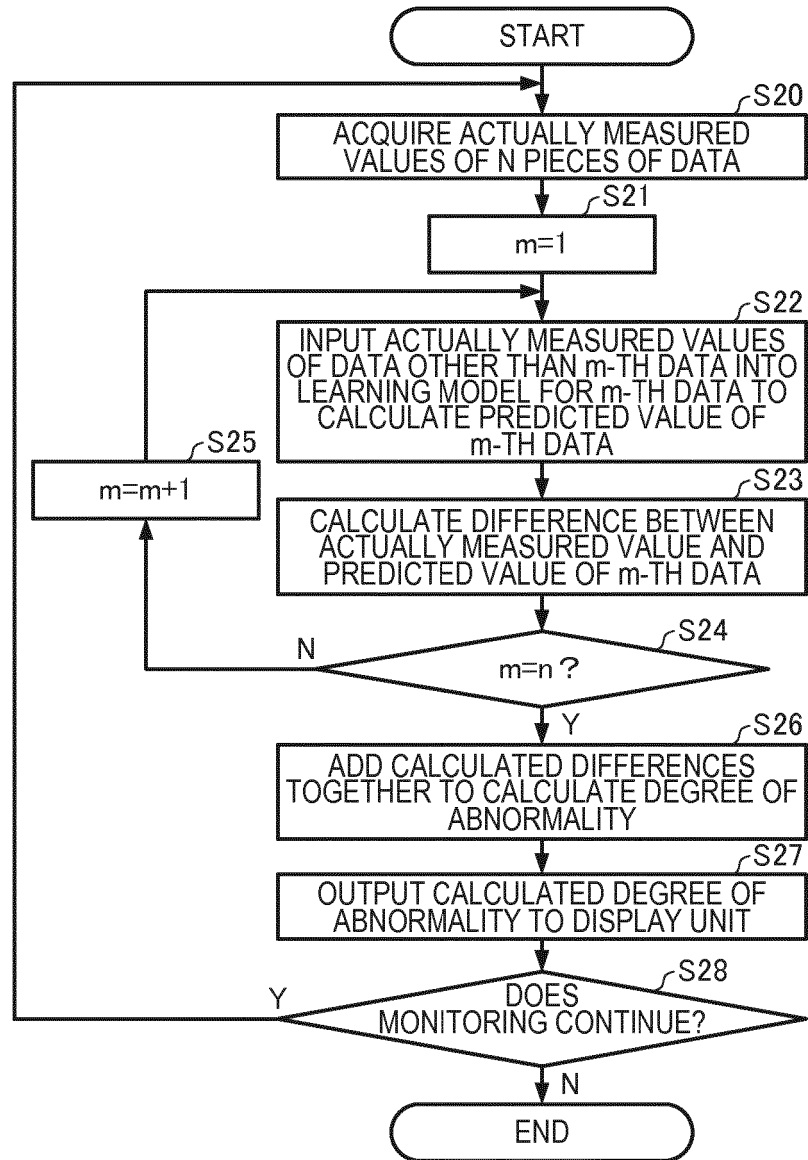 START
S20
ACQUIRE ACTUALLY MEASURED
VALUES OF N PIECES OF DATA
S21
m=1
S22
INPUT ACTUALLY MEASURED VALUES
OF DATA OTHER THAN m-TH DATA INTO
LEARNING MODEL FOR m-TH DATA TO
CALCULATE PREDICTED VALUE OF
m-TH DATA
S25
m=m+1
S23
CALCULATE DIFFERENCE BETWEEN
ACTUALLY MEASURED VALUE AND
PREDICTED VALUE OF m-TH DATA
S24
N
m=n?
Y
S26
ADD CALCULATED DIFFERENCES
TOGETHER TO CALCULATE DEGREE OF
ABNORMALITY
S27
OUTPUT CALCULATED DEGREE OF
ABNORMALITY TO DISPLAY UNIT
S28
Y
DOES
MONITORING CONTINUE?
N
END